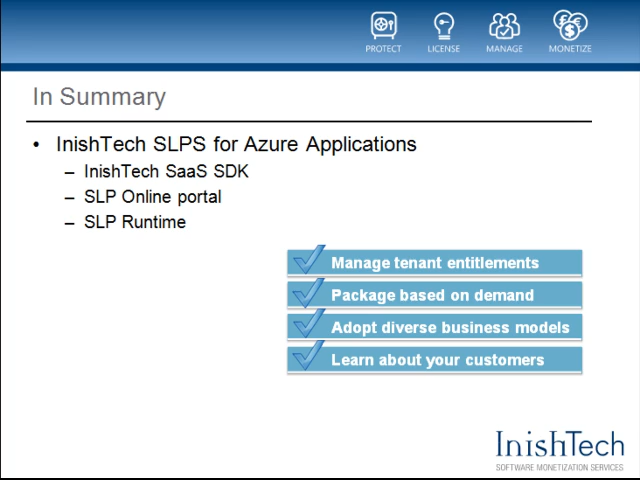 PROTECT LICENSE MANAGE MONETIZE
In Summary
• InishTech SLPS for Azure Applications
– InishTech SaaS SDK
– SLP Online portal
– SLP Runtime
Manage tenant entitlements
Package based on demand
Adopt diverse business models
Learn about your customers
InishTech
SOFTWARE MONETIZATION SERVICES